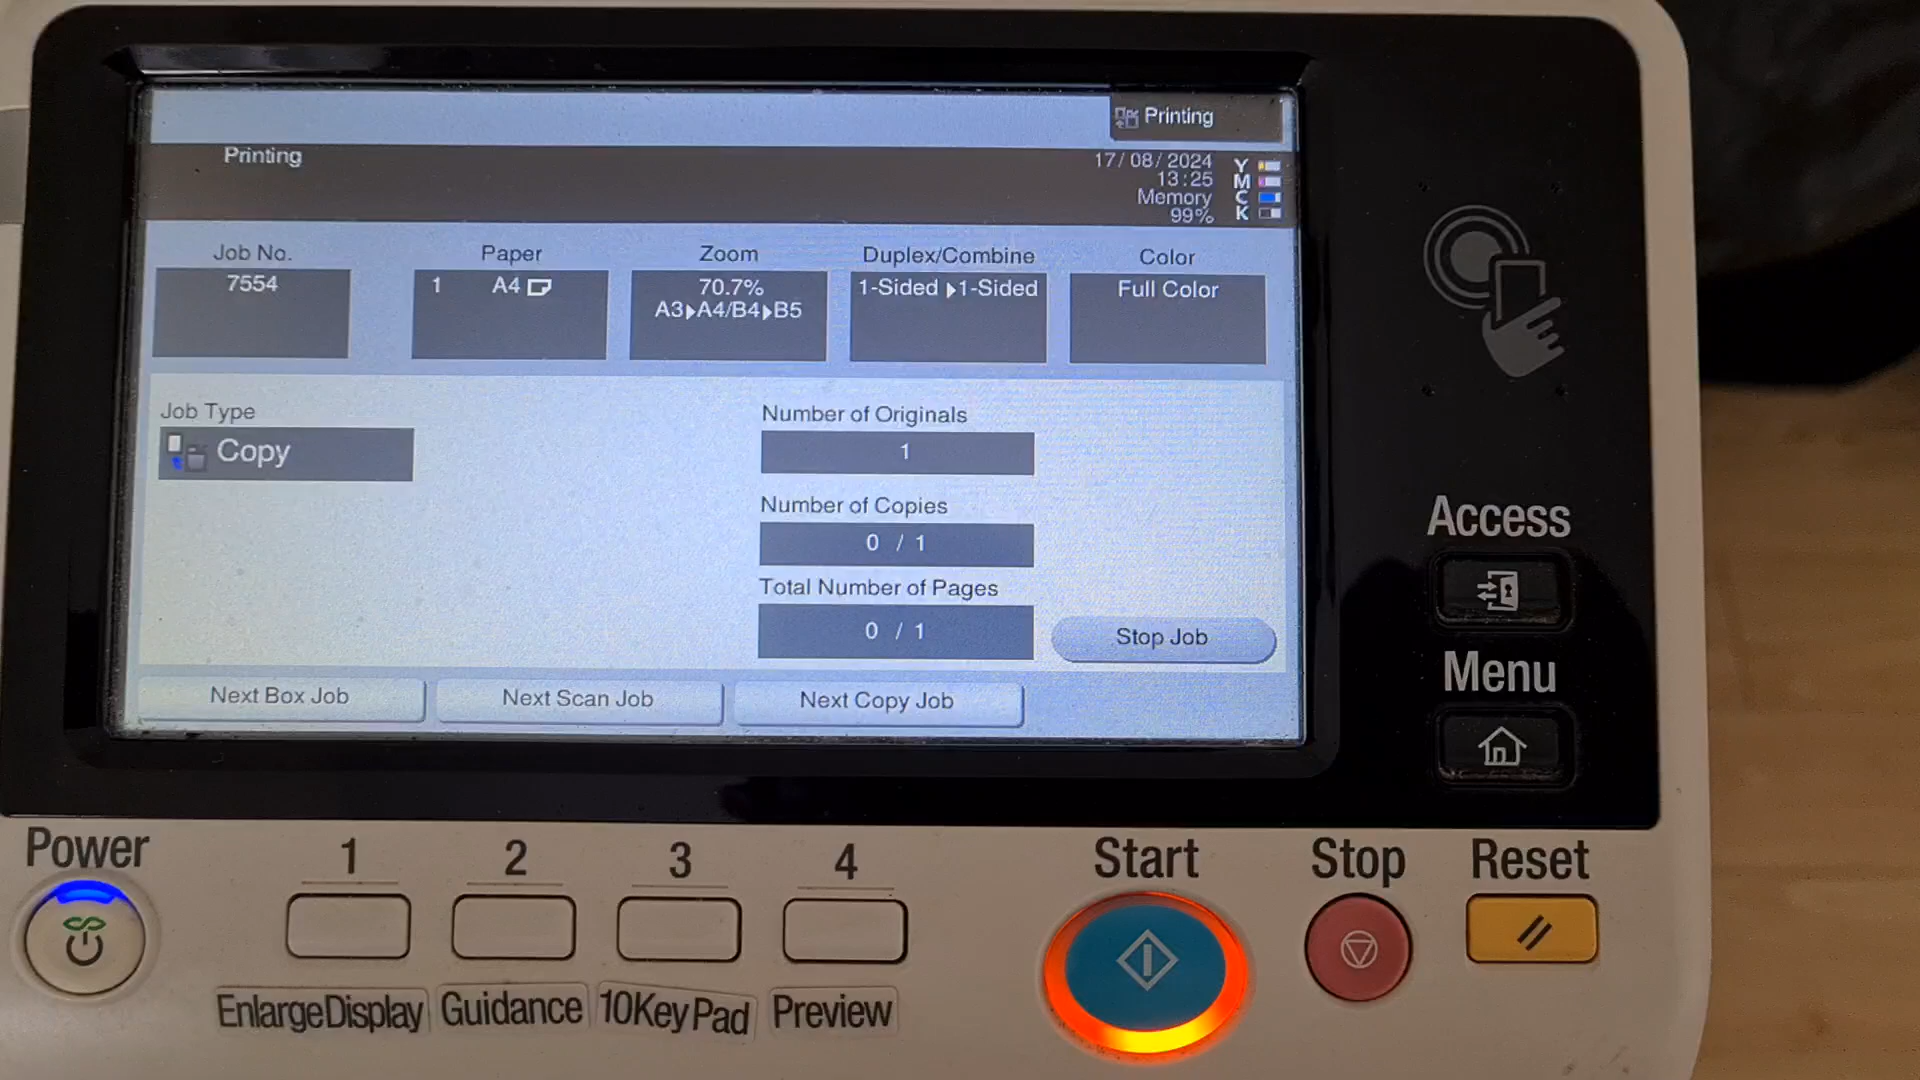 Printing
Printing
17/08/2024
13:25
Memory
99%
Y
M
C
K
Job No.
7554
Paper
1 A4
Zoom
70.7%
A3▶A4/B4▶B5
Duplex/Combine
1-Sided ▶1-Sided
Color
Full Color
Job Type
Copy
Number of Originals
1
Number of Copies
0 / 1
Total Number of Pages
0 / 1
Stop Job
Next Box Job
Next Scan Job
Next Copy Job
Access
Menu
Power
1
2
3
4
Start
Stop
Reset
EnlargeDisplay
Guidance
10KeyPad
Preview